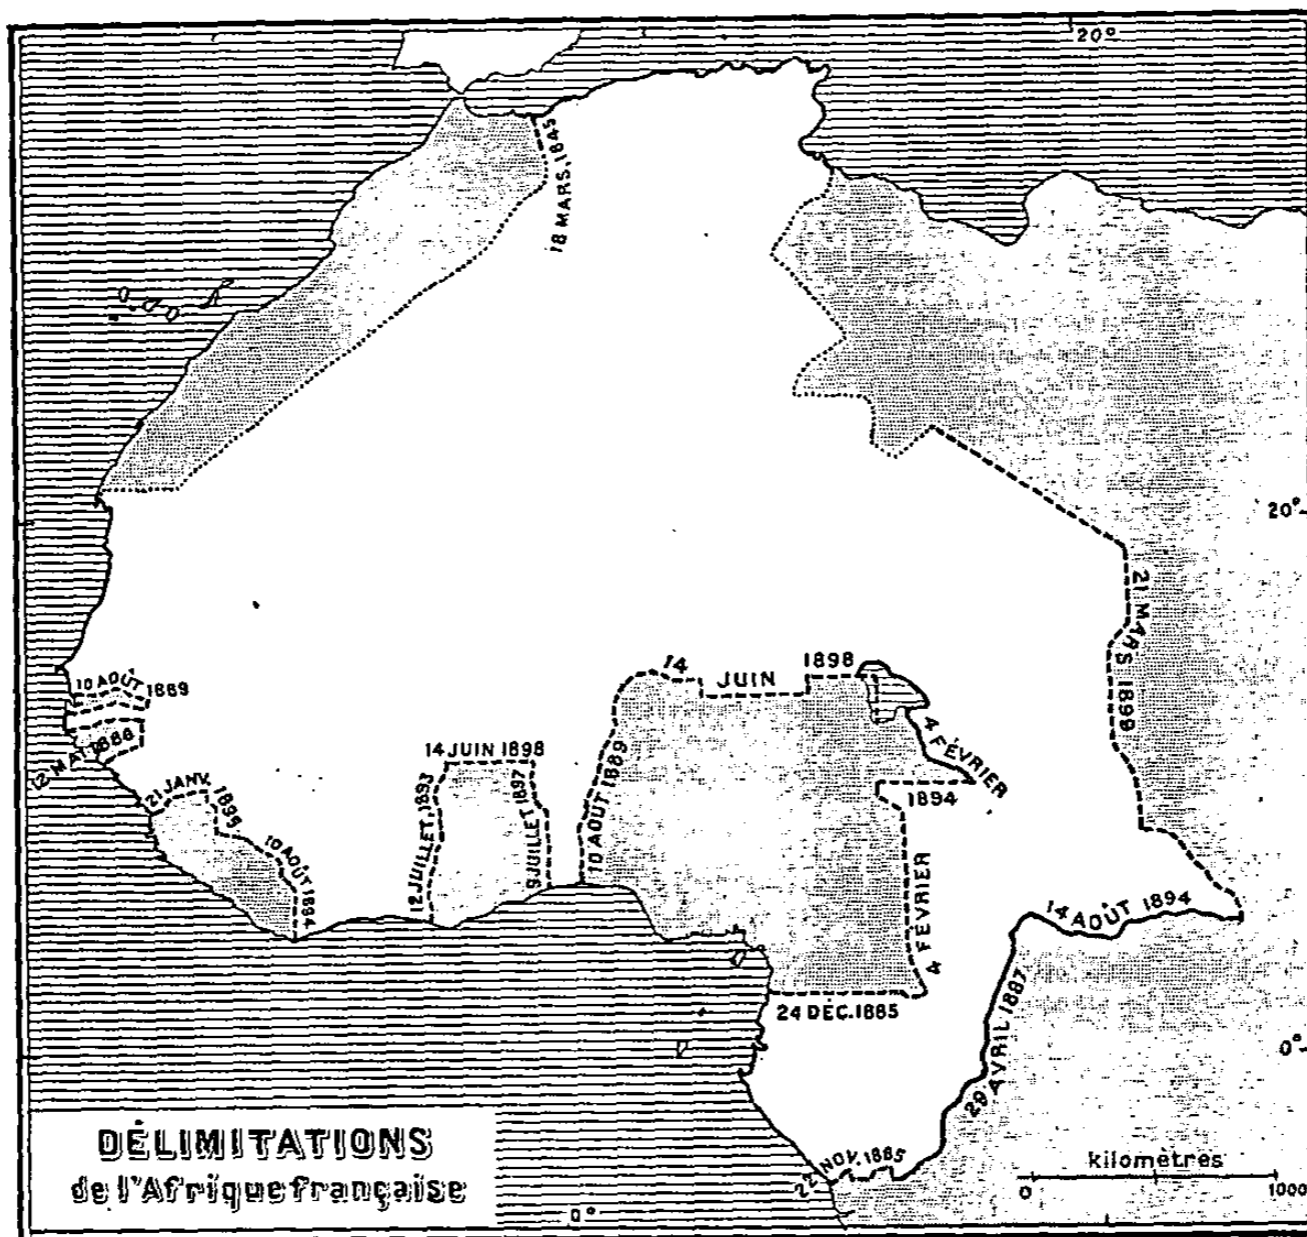 20°
18 MARS.1845
20°
21 MARS 1899
10 AOÛT 1889
14 JUIN 1898
4 FÉVRIER
1894
12 MAI 1886
14 JUIN 1898
21 JANV.
10 AOÛT
12 JUILLET.1893
9 JUILLET.1897
10 AOÛT 1889
4 FÉVRIER
14 AOÛT 1894
24 DÉC.1885
29 AVRIL 1887
0°
22 NOV. 1885
DÉLIMITATIONS
de l'Afrique française
kilomètres
0 1000
0°